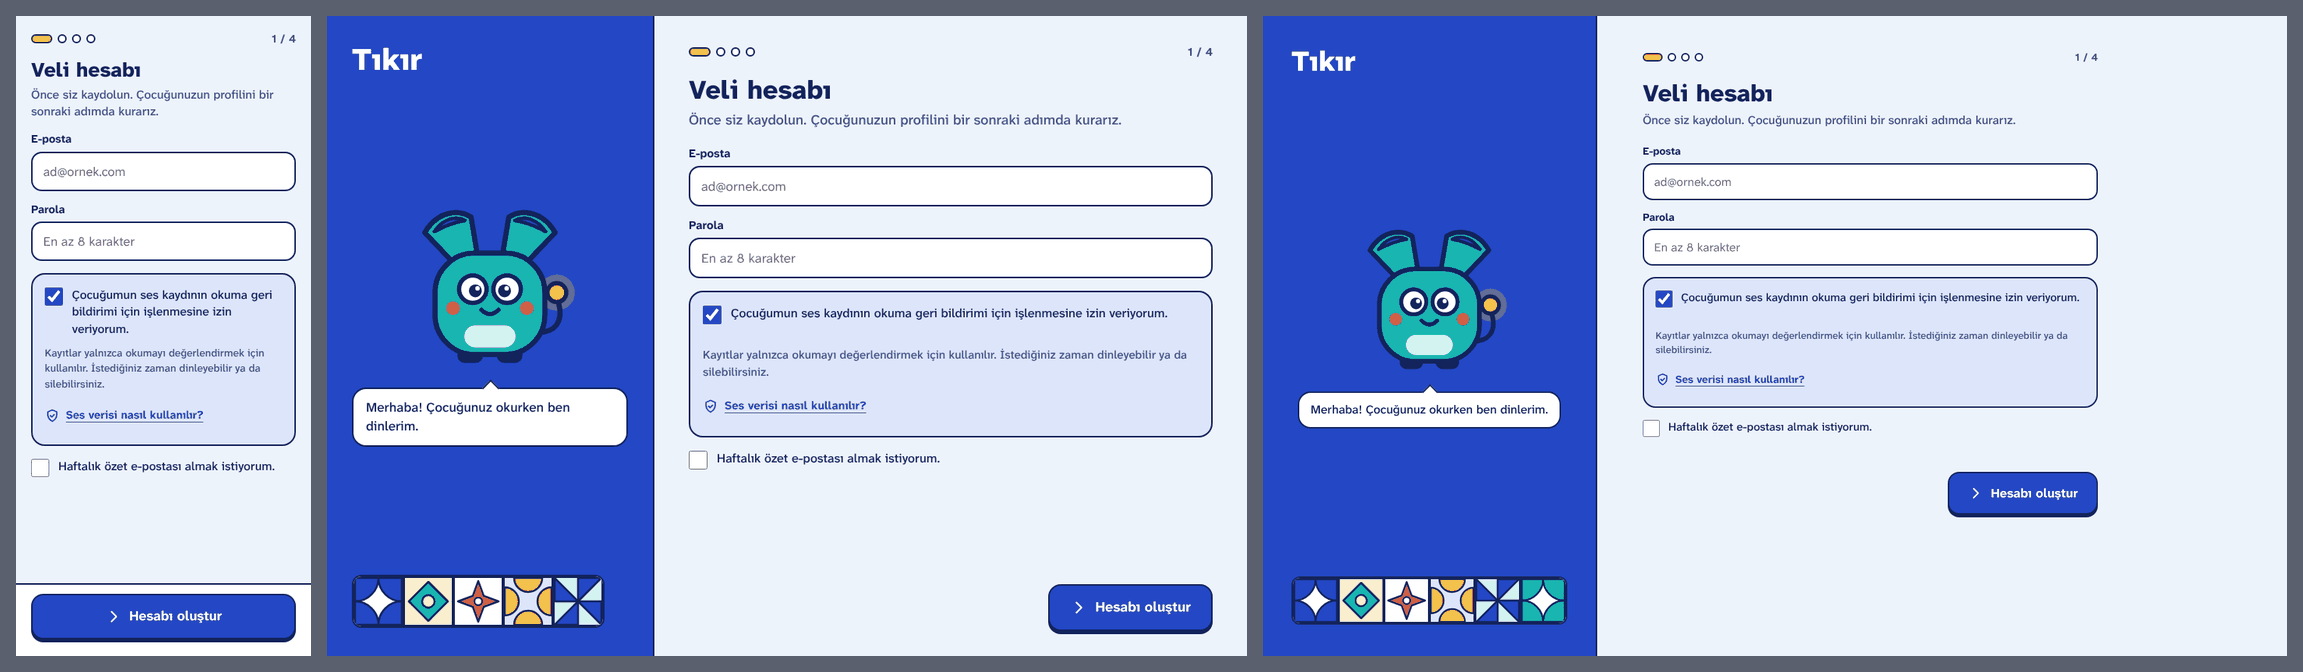 1 / 4
Veli hesabı
Önce siz kaydolun. Çocuğunuzun profilini bir
sonraki adımda kurarız.
E-posta
ad@ornek.com
Parola
En az 8 karakter
Çocuğumun ses kaydının okuma geri
bildirimi için işlenmesine izin
veriyorum.
Kayıtlar yalnızca okumayı değerlendirmek için
kullanılır. İstediğiniz zaman dinleyebilir ya da
silebilirsiniz.
Ses verisi nasıl kullanılır?
Haftalık özet e-postası almak istiyorum.
Hesabı oluştur
Tıkır
Merhaba! Çocuğunuz okurken ben
dinlerim.
1 / 4
Veli hesabı
Önce siz kaydolun. Çocuğunuzun profilini bir sonraki adımda kurarız.
E-posta
ad@ornek.com
Parola
En az 8 karakter
Çocuğumun ses kaydının okuma geri bildirimi için işlenmesine izin veriyorum.
Kayıtlar yalnızca okumayı değerlendirmek için kullanılır. İstediğiniz zaman dinleyebilir ya da
silebilirsiniz.
Ses verisi nasıl kullanılır?
Haftalık özet e-postası almak istiyorum.
Hesabı oluştur
Tıkır
Merhaba! Çocuğunuz okurken ben dinlerim.
1 / 4
Veli hesabı
Önce siz kaydolun. Çocuğunuzun profilini bir sonraki adımda kurarız.
E-posta
ad@ornek.com
Parola
En az 8 karakter
Çocuğumun ses kaydının okuma geri bildirimi için işlenmesine izin veriyorum.
Kayıtlar yalnızca okumayı değerlendirmek için kullanılır. İstediğiniz zaman dinleyebilir ya da
silebilirsiniz.
Ses verisi nasıl kullanılır?
Haftalık özet e-postası almak istiyorum.
Hesabı oluştur